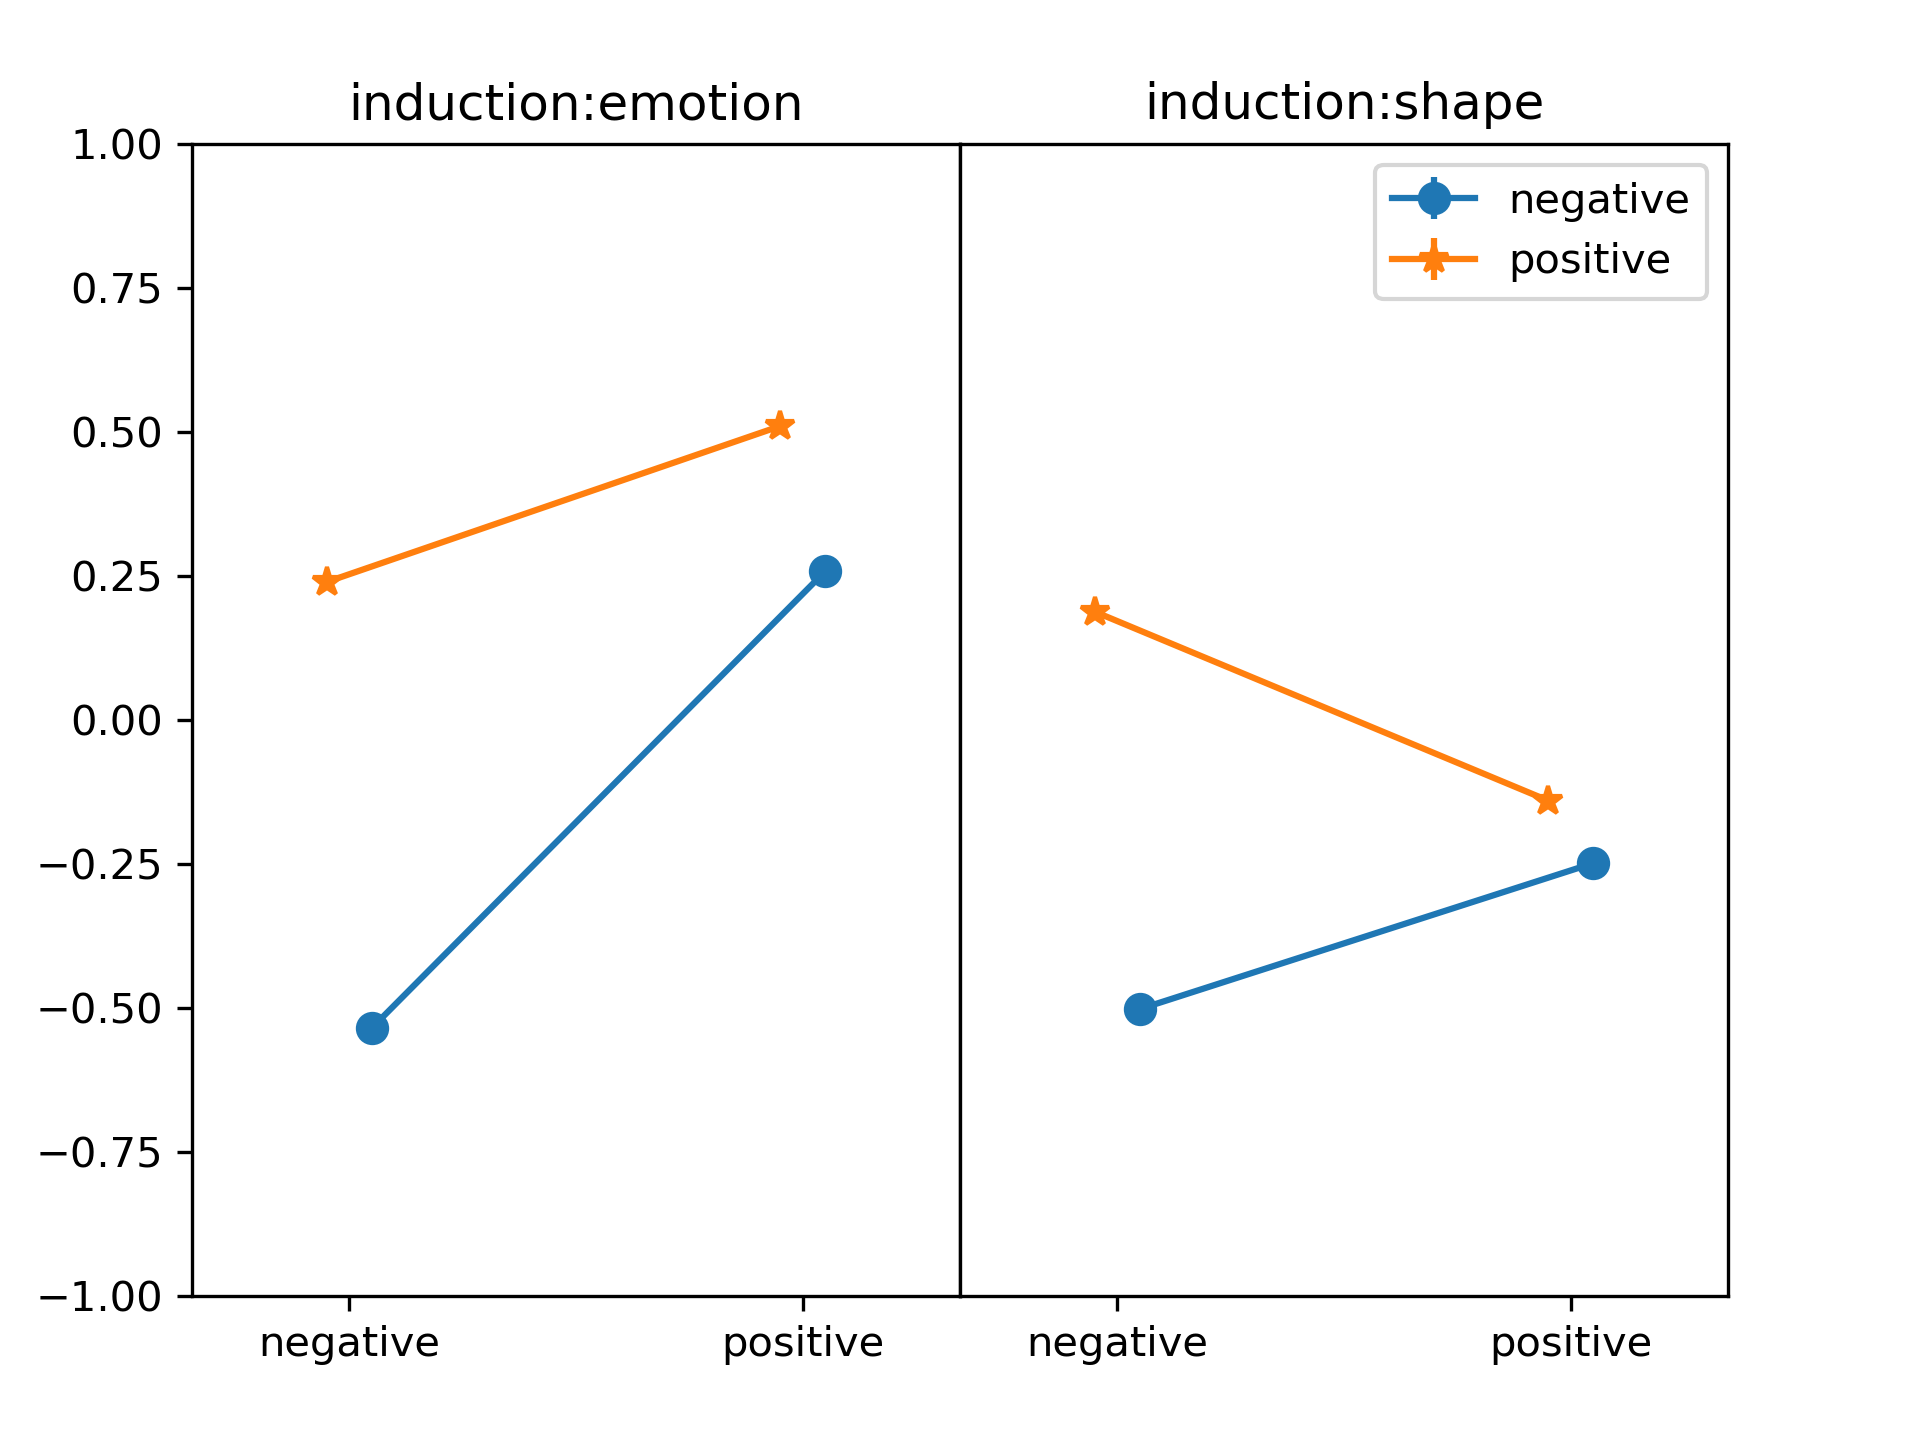 induction:emotion
induction:shape
1.00
0.75
0.50
0.25
0.00
−0.25
−0.50
−0.75
−1.00
negative
positive
negative
positive
negative
positive